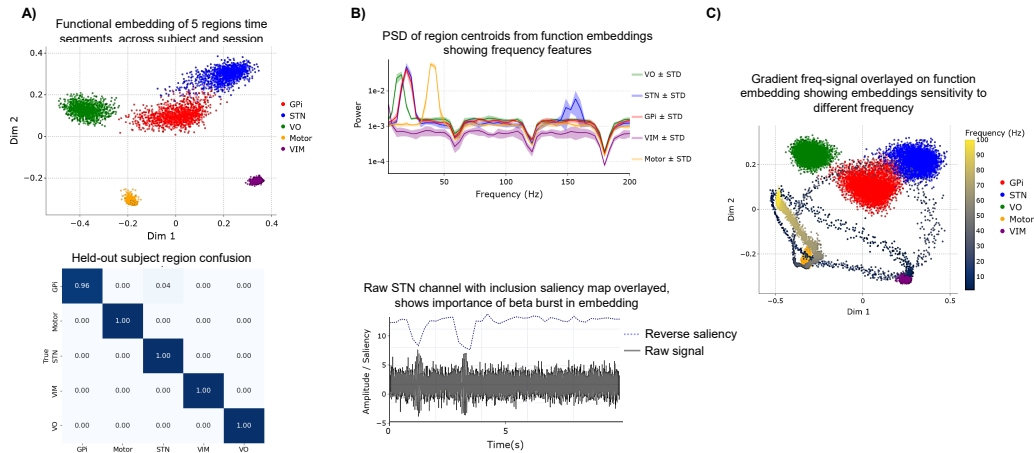 A)
Functional embedding of 5 regions time
segments, across subject and session
0.4
0.2
0
−0.2
Dim 2
−0.4
−0.2
0
0.2
0.4
Dim 1
GPi
STN
VO
Motor
VIM
Held-out subject region confusion
True
GPi
Motor
STN
VIM
VO
0.96 0.00 0.04 0.00 0.00
0.00 1.00 0.00 0.00 0.00
0.00 0.00 1.00 0.00 0.00
0.00 0.00 0.00 1.00 0.00
0.00 0.00 0.00 0.00 1.00
GPi Motor STN VIM VO
B)
PSD of region centroids from function embeddings
showing frequency features
Power
1e−2
1e−3
1e−4
50 100 150 200
Frequency (Hz)
VO ± STD
STN ± STD
GPi ± STD
VIM ± STD
Motor ± STD
Raw STN channel with inclusion saliency map overlayed,
shows importance of beta burst in embedding
Amplitude / Saliency
10
5
0
−5
0 5
Time(s)
Reverse saliency
Raw signal
C)
Gradient freq-signal overlayed on function
embedding showing embeddings sensitivity to
different frequency
Dim 2
0.2
0
−0.2
−0.5 0 0.5
Dim 1
Frequency (Hz)
100
90
80
70
60
50
40
30
20
10
GPi
STN
VO
Motor
VIM